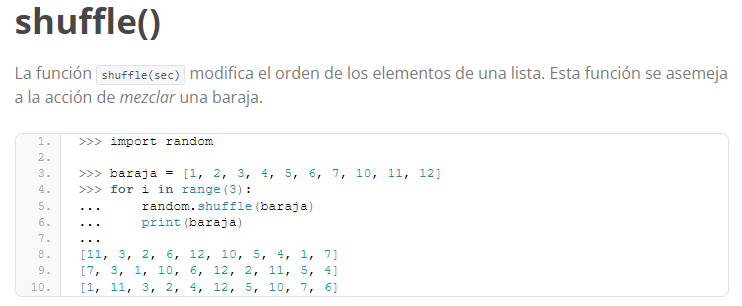 shuffle()
La función shuffle(sec) modifica el orden de los elementos de una lista. Esta función se asemeja
a la acción de mezclar una baraja.
1. >>> import random
2.
3. >>> baraja = [1, 2, 3, 4, 5, 6, 7, 10, 11, 12]
4. >>> for i in range(3):
5. ...     random.shuffle(baraja)
6. ...     print(baraja)
7. ...
8. [11, 3, 2, 6, 12, 10, 5, 4, 1, 7]
9. [7, 3, 1, 10, 6, 12, 2, 11, 5, 4]
10. [1, 11, 3, 2, 4, 12, 5, 10, 7, 6]